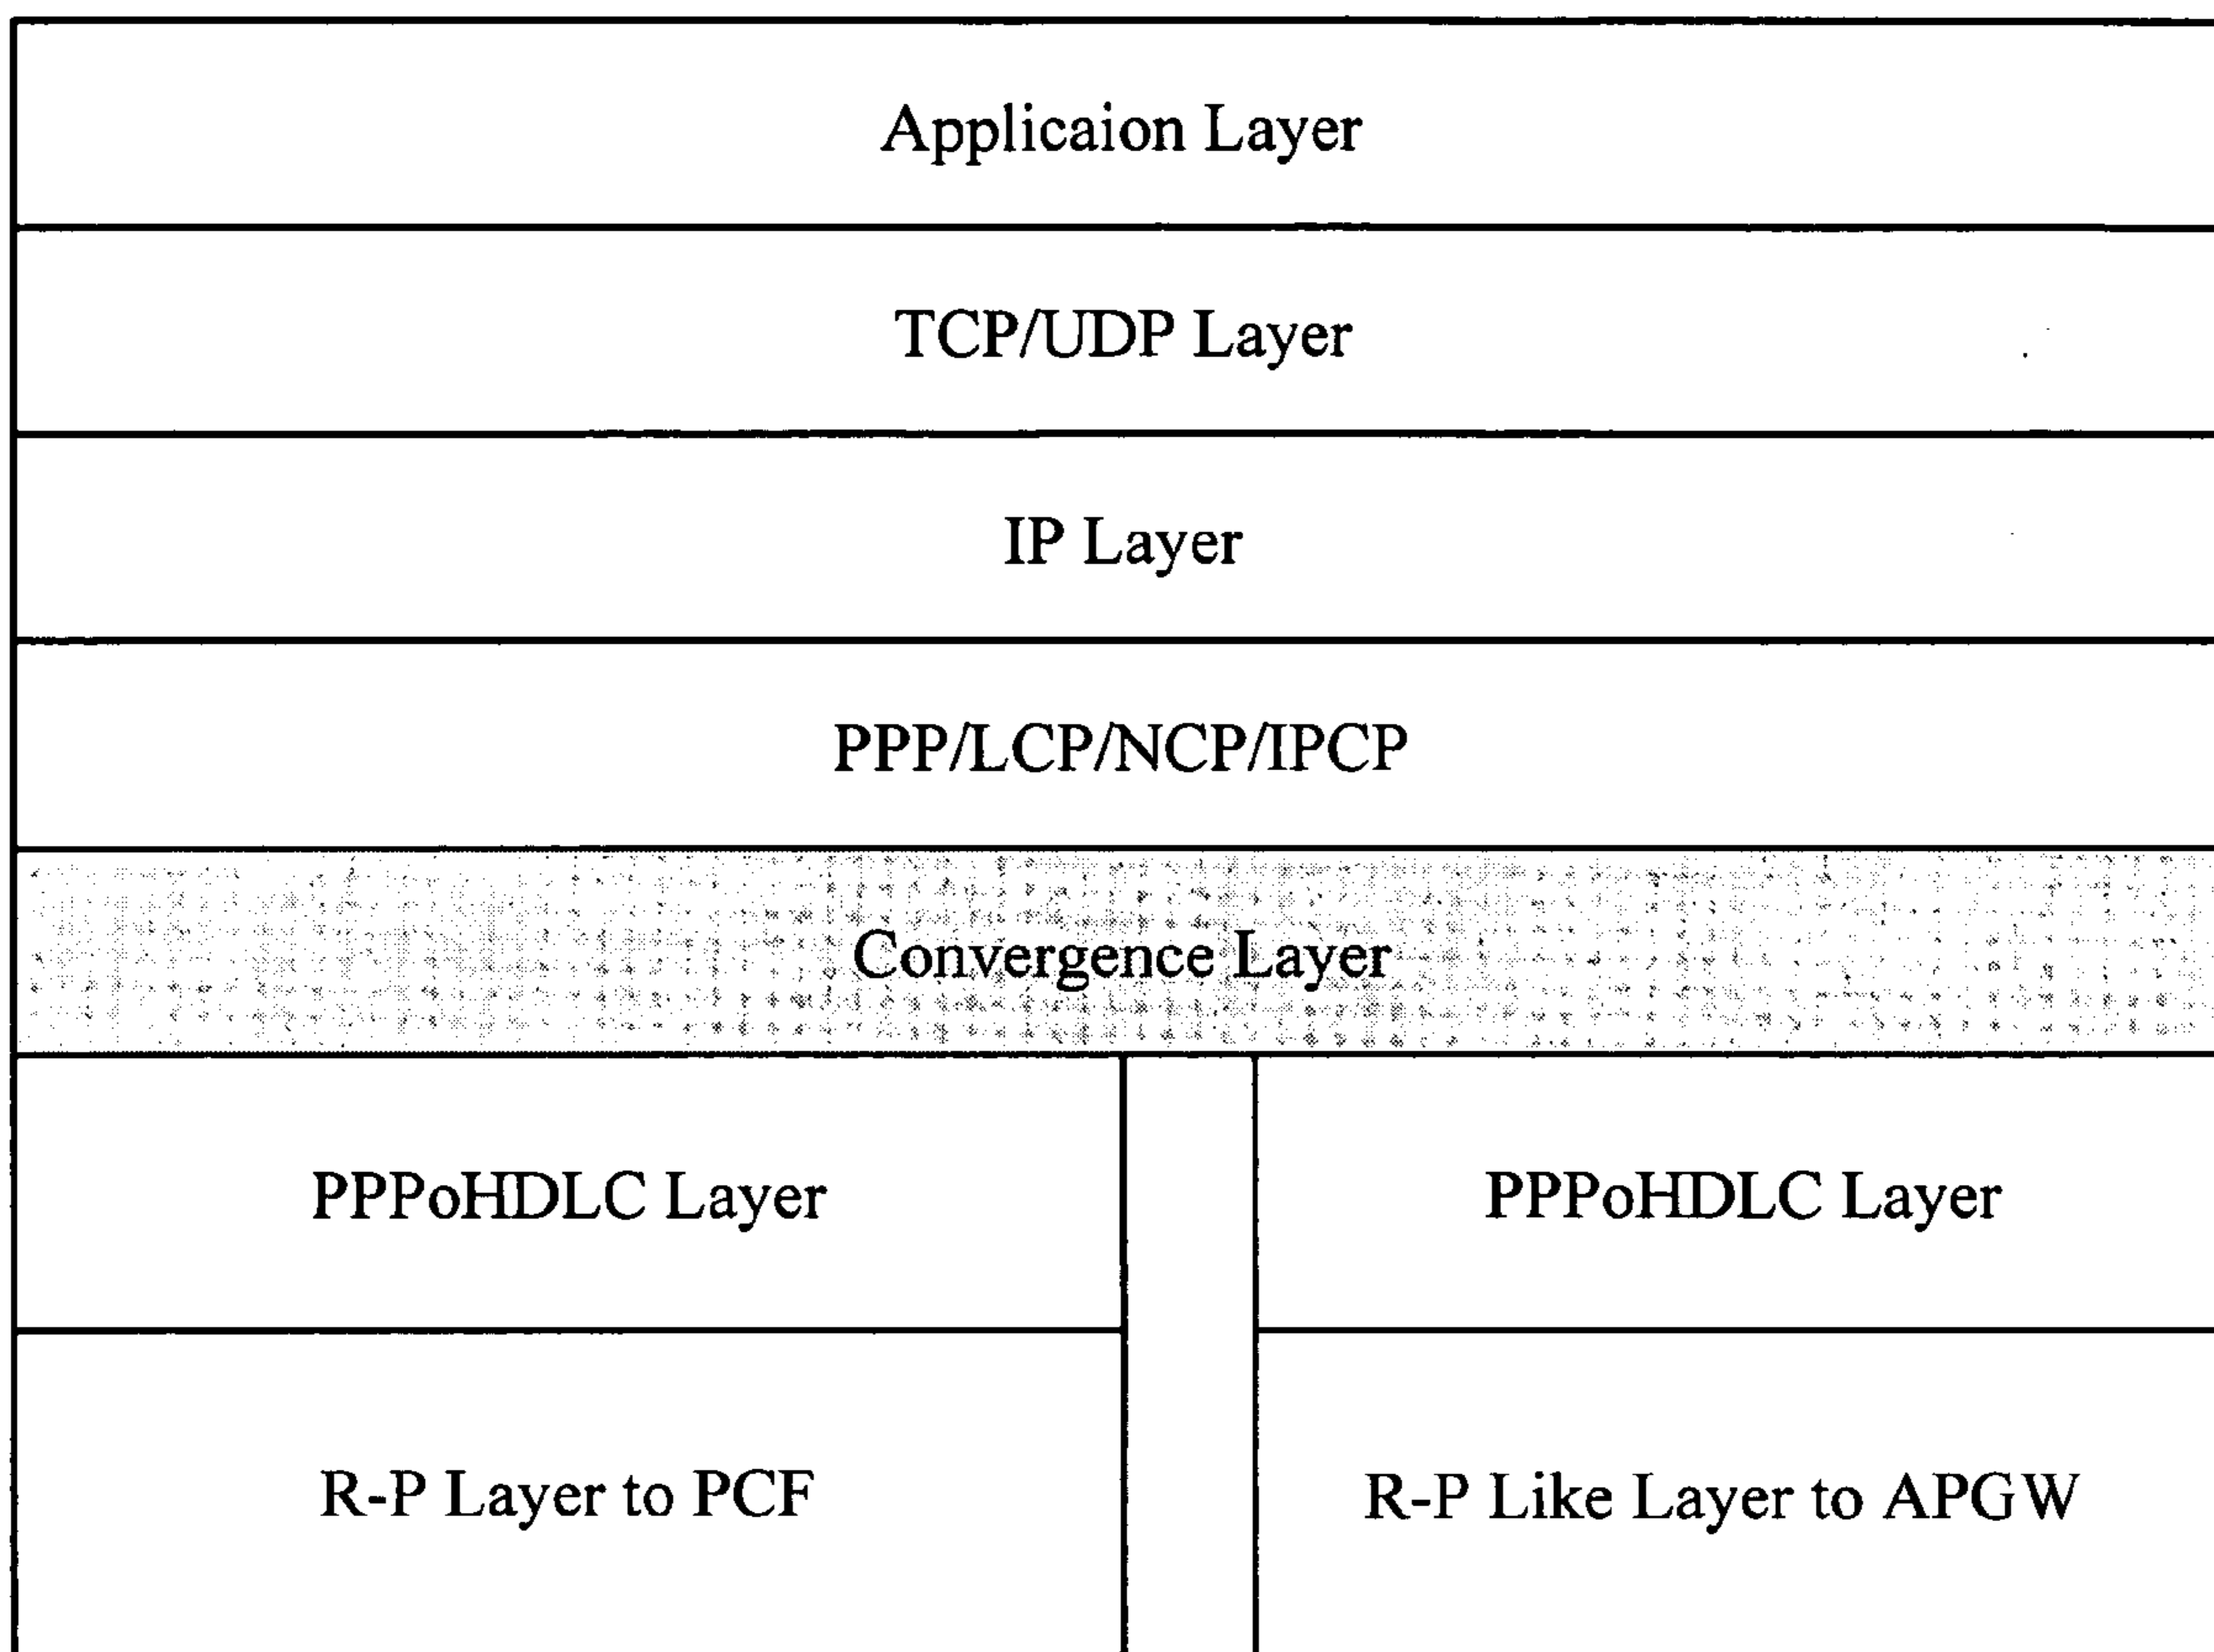 Applicaion Layer
TCP/UDP Layer
IP Layer
PPP/LCP/NCP/IPCP
Convergence Layer
PPPoHDLC Layer
PPPoHDLC Layer
R-P Layer to PCF
R-P Like Layer to APGW